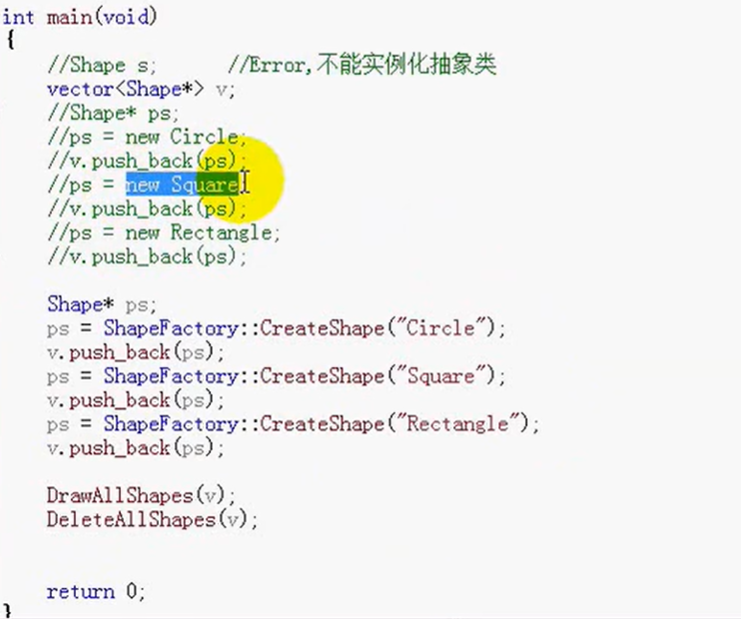 int main(void)
{
//Shape s; //Error,不能实例化抽象类
vector<Shape*> v;
//Shape* ps;
//ps = new Circle;
//v.push_back(ps);
//ps = new Square
//v.push_back(ps);
//ps = new Rectangle;
//v.push_back(ps);
Shape* ps;
ps = ShapeFactory::CreateShape("Circle");
v.push_back(ps);
ps = ShapeFactory::CreateShape("Square");
v.push_back(ps);
ps = ShapeFactory::CreateShape("Rectangle");
v.push_back(ps);
DrawAllShapes(v);
DeleteAllShapes(v);
return 0;
}